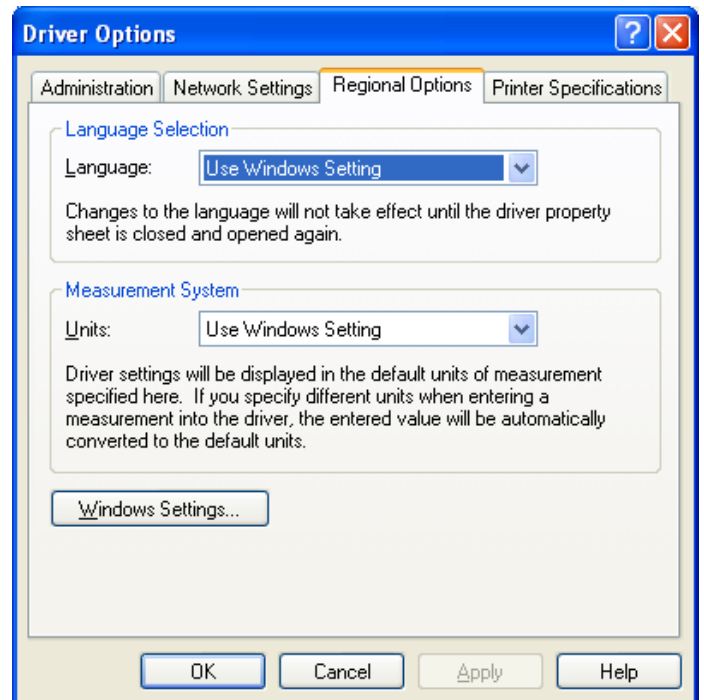 Driver Options
Administration Network Settings Regional Options Printer Specifications
Language Selection
Language: Use Windows Setting
Changes to the language will not take effect until the driver property
sheet is closed and opened again.
Measurement System
Units: Use Windows Setting
Driver settings will be displayed in the default units of measurement
specified here.  If you specify different units when entering a
measurement into the driver, the entered value will be automatically
converted to the default units.
Windows Settings...
OK Cancel Apply Help